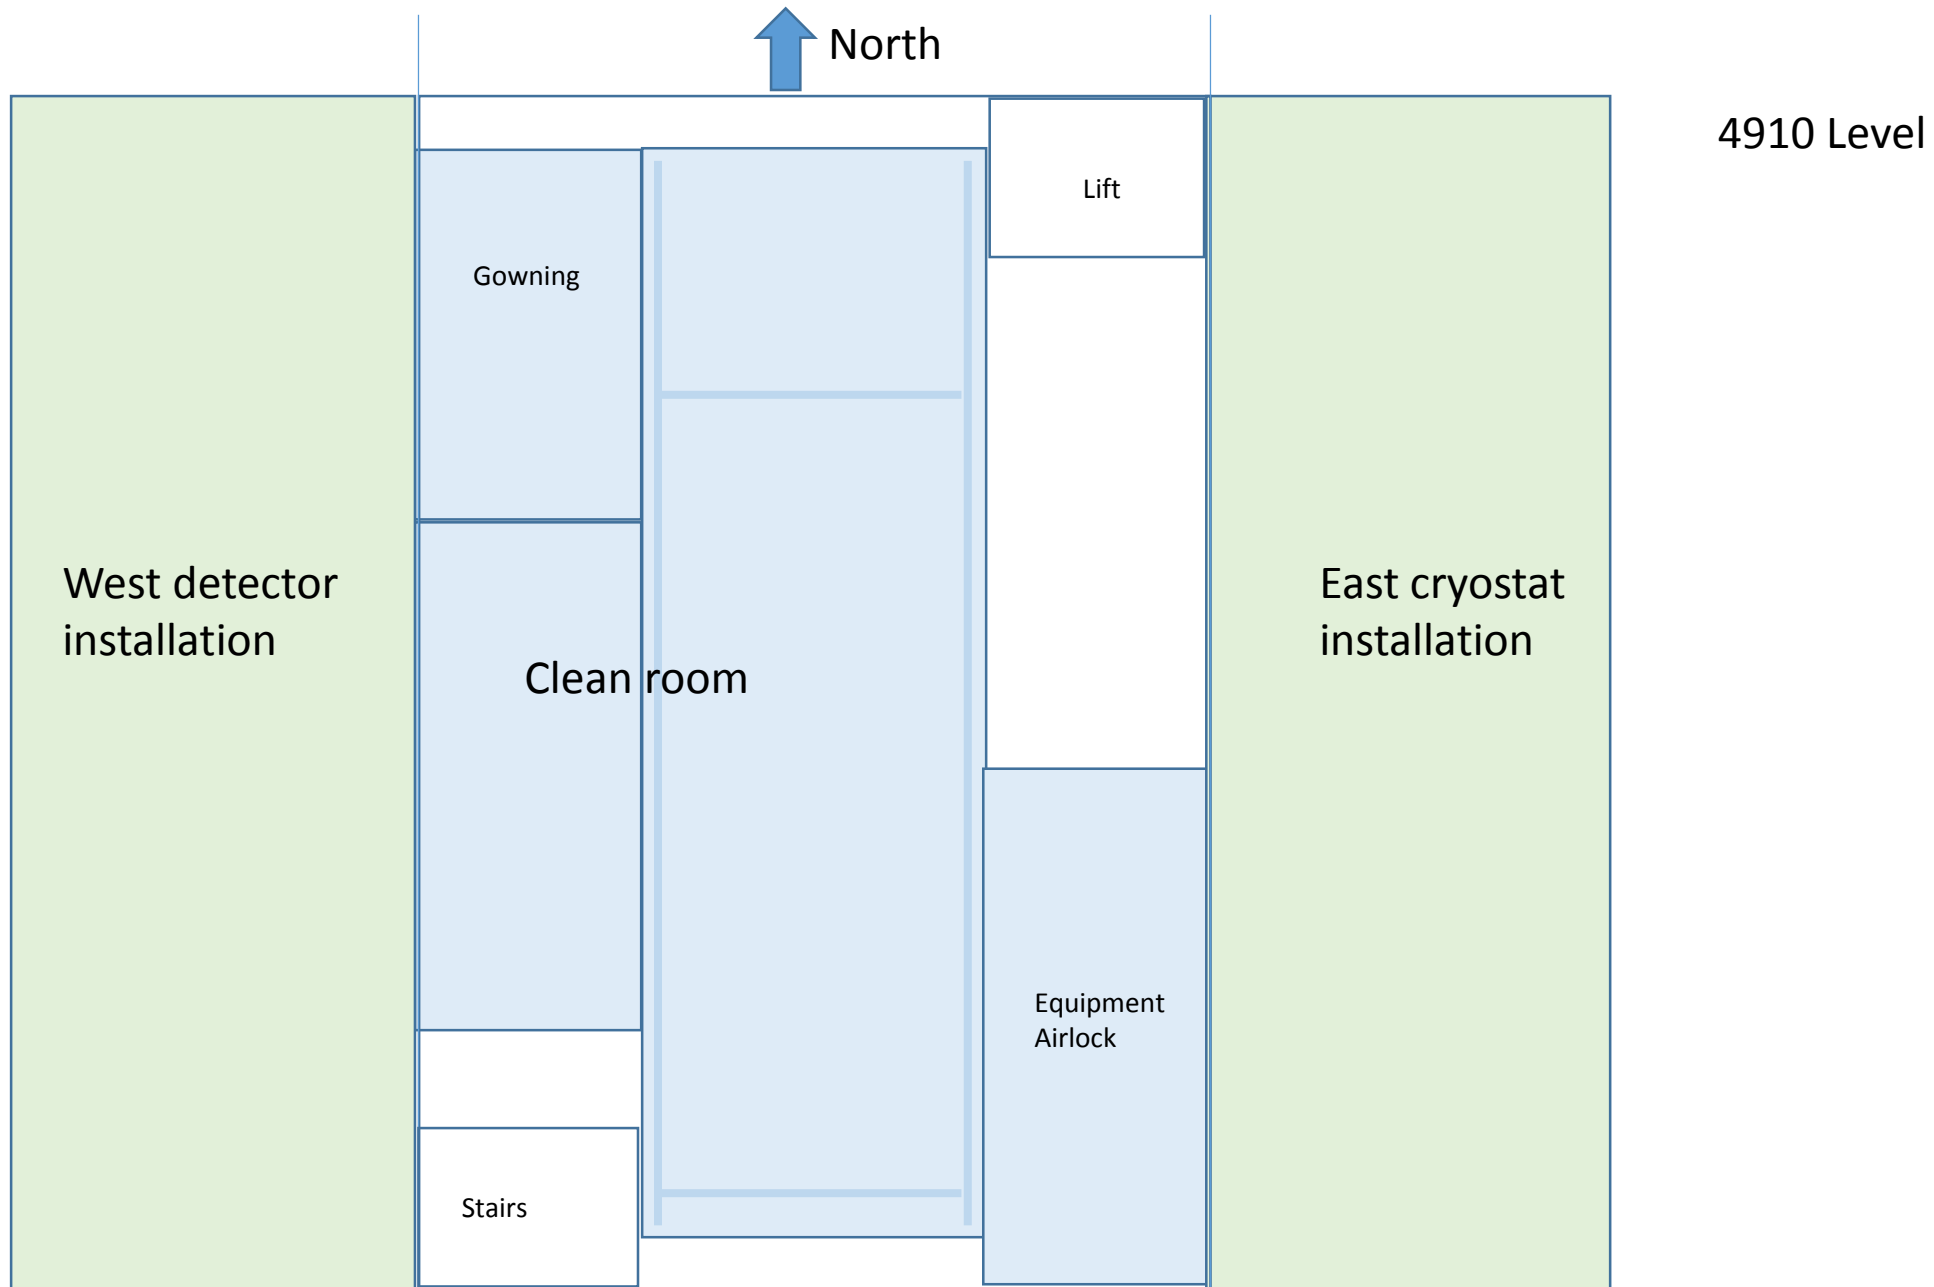 North
4910 Level
Lift
Gowning
West detector
installation
East cryostat
installation
Clean room
Equipment
Airlock
Stairs